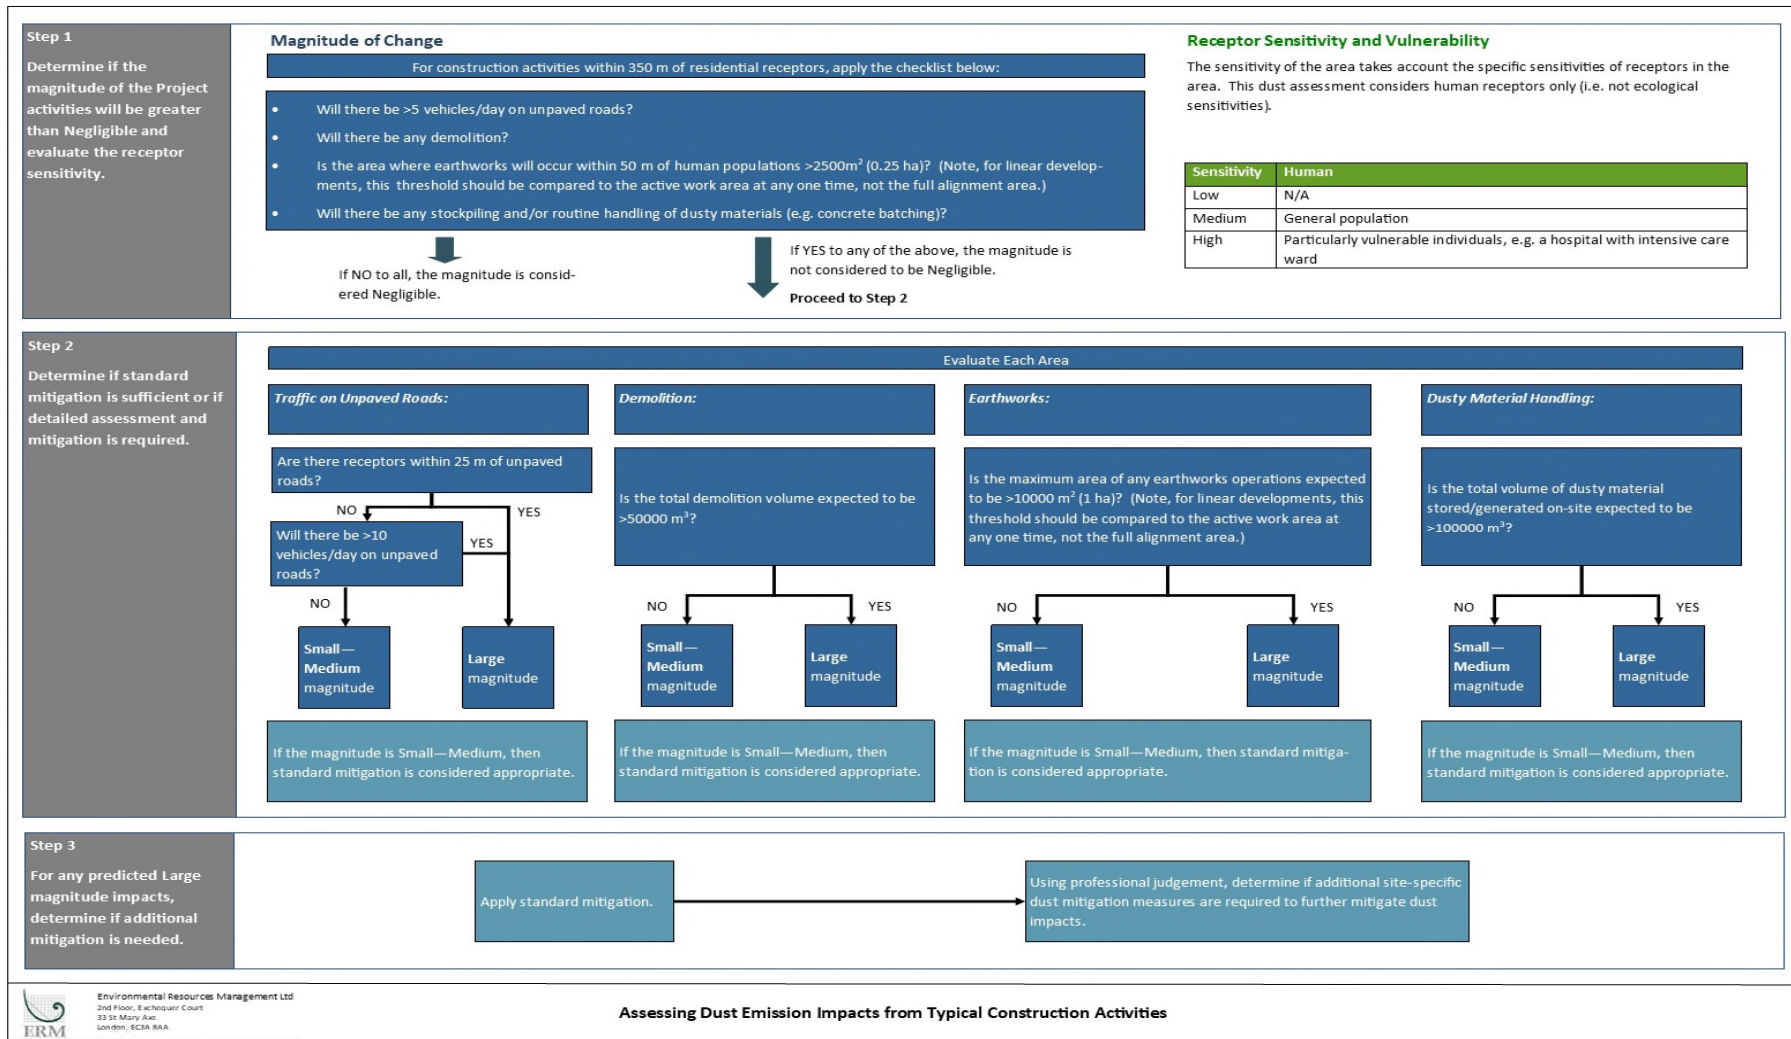 Step 1
Determine if the
magnitude of the Project
activities will be greater
than Negligible and
evaluate the receptor
sensitivity.
Magnitude of Change
For construction activities within 350 m of residential receptors, apply the checklist below:
• Will there be >5 vehicles/day on unpaved roads?
• Will there be any demolition?
• Is the area where earthworks will occur within 50 m of human populations >2500m² (0.25 ha)? (Note, for linear develop-
ments, this threshold should be compared to the active work area at any one time, not the full alignment area.)
• Will there be any stockpiling and/or routine handling of dusty materials (e.g. concrete batching)?
If NO to all, the magnitude is consid-
ered Negligible.
If YES to any of the above, the magnitude is
not considered to be Negligible.
Proceed to Step 2
Receptor Sensitivity and Vulnerability
The sensitivity of the area takes account the specific sensitivities of receptors in the
area. This dust assessment considers human receptors only (i.e. not ecological
sensitivities).
Sensitivity Human
Low N/A
Medium General population
High Particularly vulnerable individuals, e.g. a hospital with intensive care
ward
Step 2
Determine if standard
mitigation is sufficient or if
detailed assessment and
mitigation is required.
Evaluate Each Area
Traffic on Unpaved Roads:
Are there receptors within 25 m of unpaved
roads?
NO
YES
Will there be >10
vehicles/day on unpaved
roads?
YES
NO
Small—
Medium
magnitude
Large
magnitude
If the magnitude is Small—Medium, then
standard mitigation is considered appropriate.
Demolition:
Is the total demolition volume expected to be
>50000 m³?
NO
YES
Small—
Medium
magnitude
Large
magnitude
If the magnitude is Small—Medium, then
standard mitigation is considered appropriate.
Earthworks:
Is the maximum area of any earthworks operations expected
to be >10000 m² (1 ha)? (Note, for linear developments, this
threshold should be compared to the active work area at
any one time, not the full alignment area.)
NO
YES
Small—
Medium
magnitude
Large
magnitude
If the magnitude is Small—Medium, then standard mitiga-
tion is considered appropriate.
Dusty Material Handling:
Is the total volume of dusty material
stored/generated on-site expected to be
>100000 m³?
NO
YES
Small—
Medium
magnitude
Large
magnitude
If the magnitude is Small—Medium, then
standard mitigation is considered appropriate.
Step 3
For any predicted Large
magnitude impacts,
determine if additional
mitigation is needed.
Apply standard mitigation.
Using professional judgement, determine if additional site-specific
dust mitigation measures are required to further mitigate dust
impacts.
ERM
Environmental Resources Management Ltd
2nd Floor, Exchequer Court
33 St Mary Axe
London, EC3A 8AA
Assessing Dust Emission Impacts from Typical Construction Activities